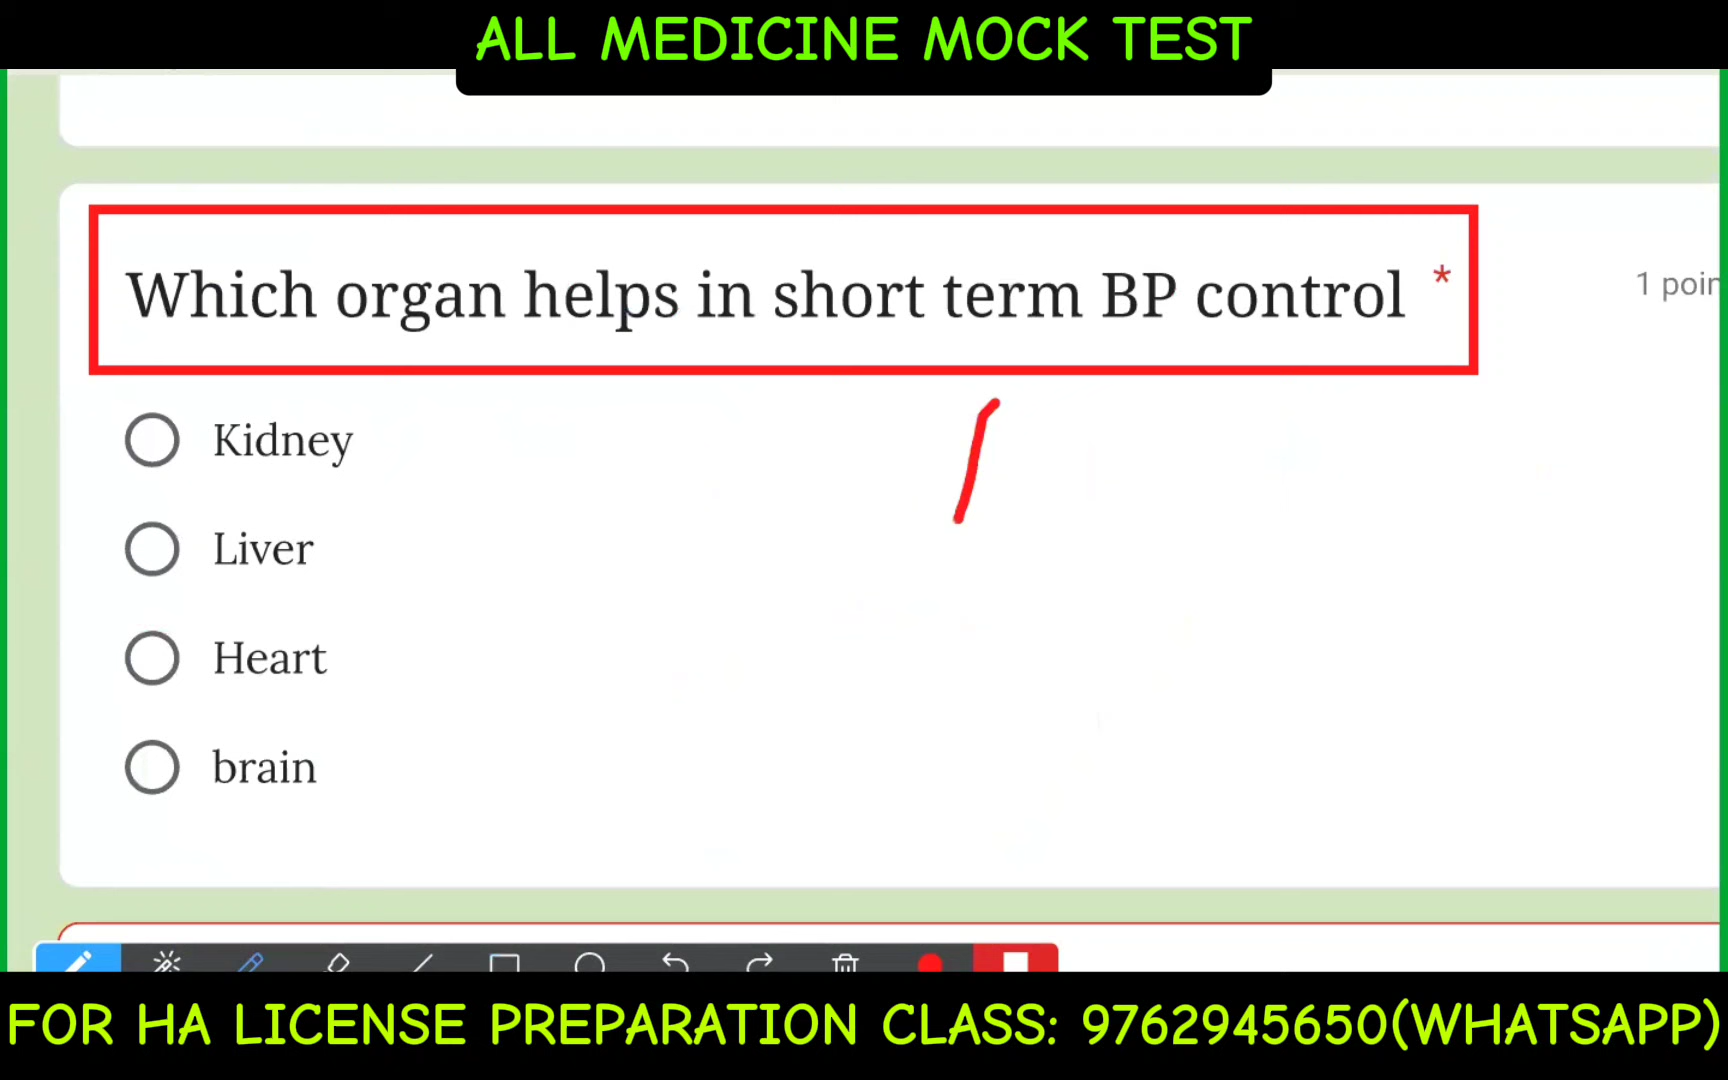 ALL MEDICINE MOCK TEST
Which organ helps in short term BP control *
1 poin
Kidney
Liver
Heart
brain
FOR HA LICENSE PREPARATION CLASS: 9762945650(WHATSAPP)